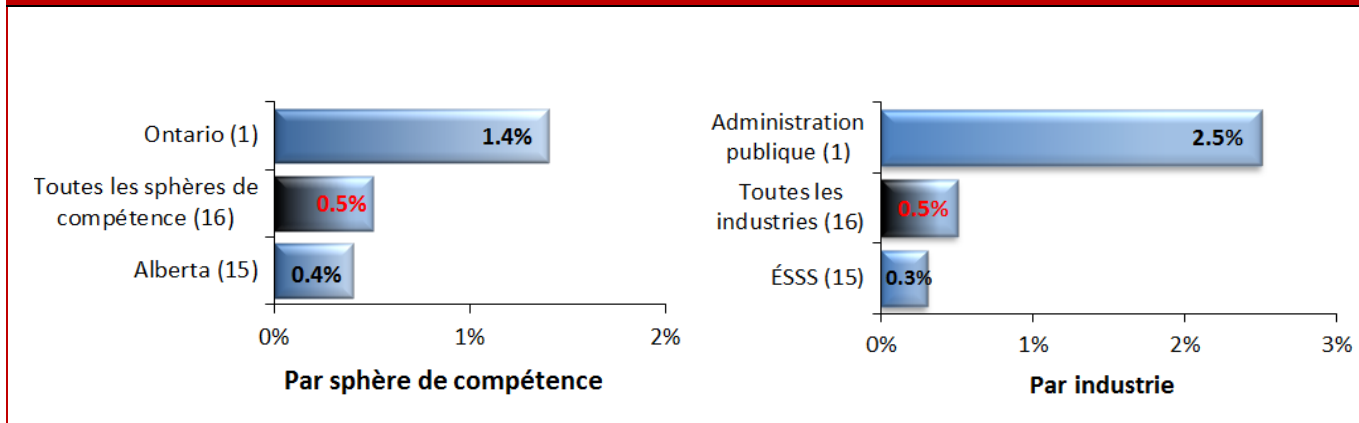 Ontario (1)
1.4%
Toutes les sphères de
compétence (16)
0.5%
Alberta (15)
0.4%
0%
1%
2%
Par sphère de compétence
Administration
publique (1)
2.5%
Toutes les
industries (16)
0.5%
ÉSSS (15)
0.3%
0%
1%
2%
3%
Par industrie